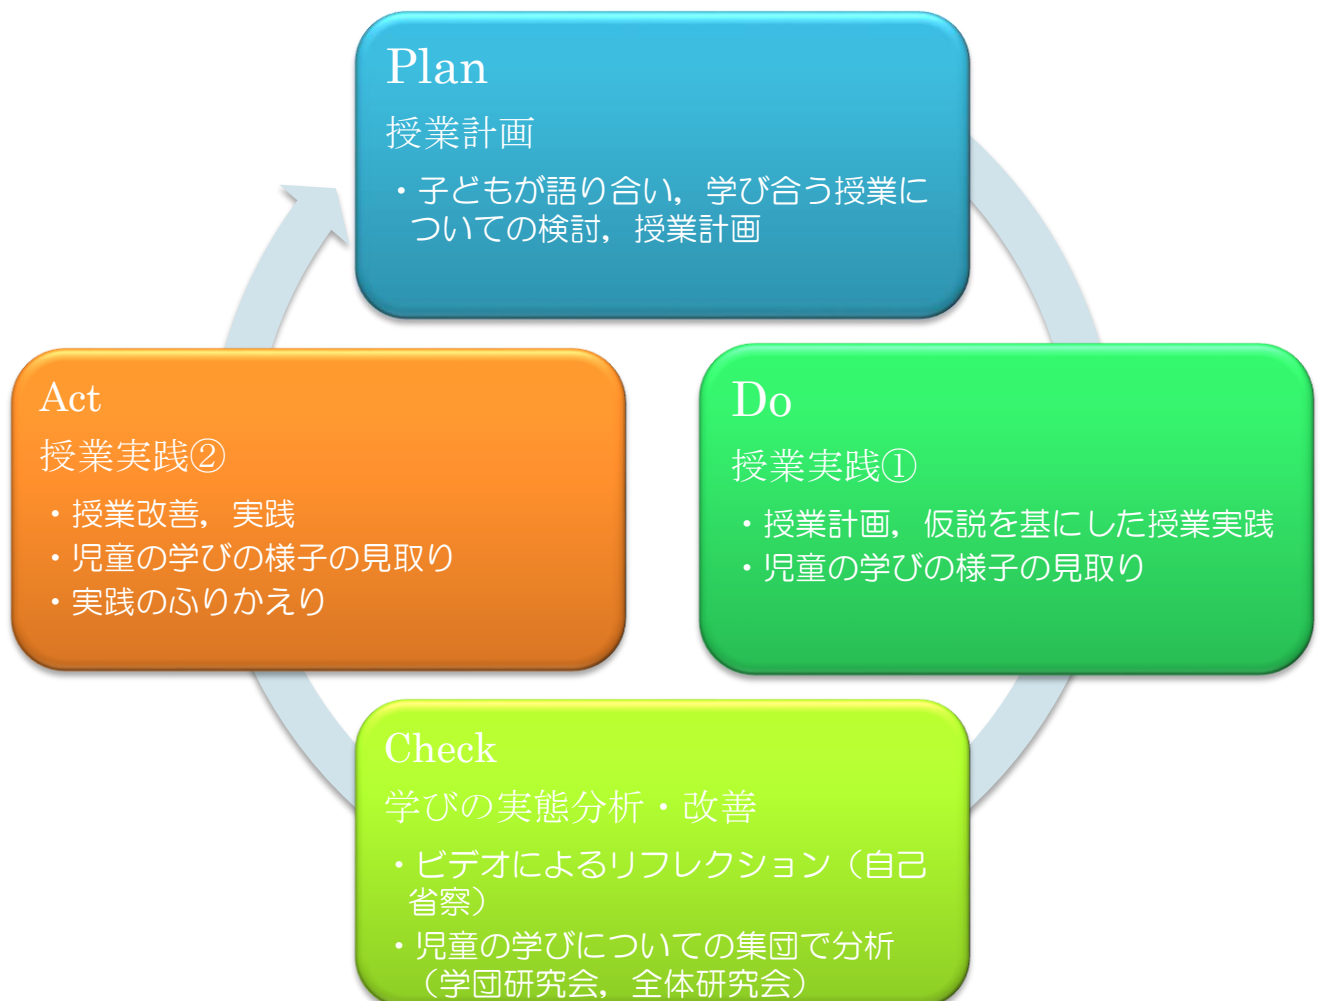 Plan
授業計画
・子どもが語り合い，学び合う授業に
ついての検討，授業計画
Do
授業実践①
・授業計画，仮説を基にした授業実践
・児童の学びの様子の見取り
Check
学びの実態分析・改善
・ビデオによるリフレクション（自己
省察）
・児童の学びについての集団で分析
（学団研究会，全体研究会）
Act
授業実践②
・授業改善，実践
・児童の学びの様子の見取り
・実践のふりかえり